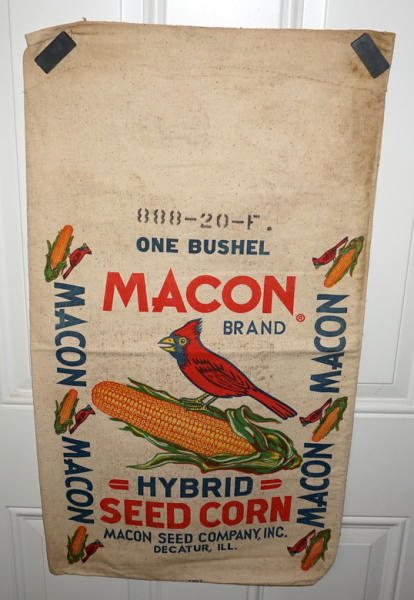 888-20-F.
ONE BUSHEL
MACON®
BRAND
MACON
MACON
MACON
MACON
= HYBRID =
SEED CORN
MACON SEED COMPANY, INC.
DECATUR, ILL.